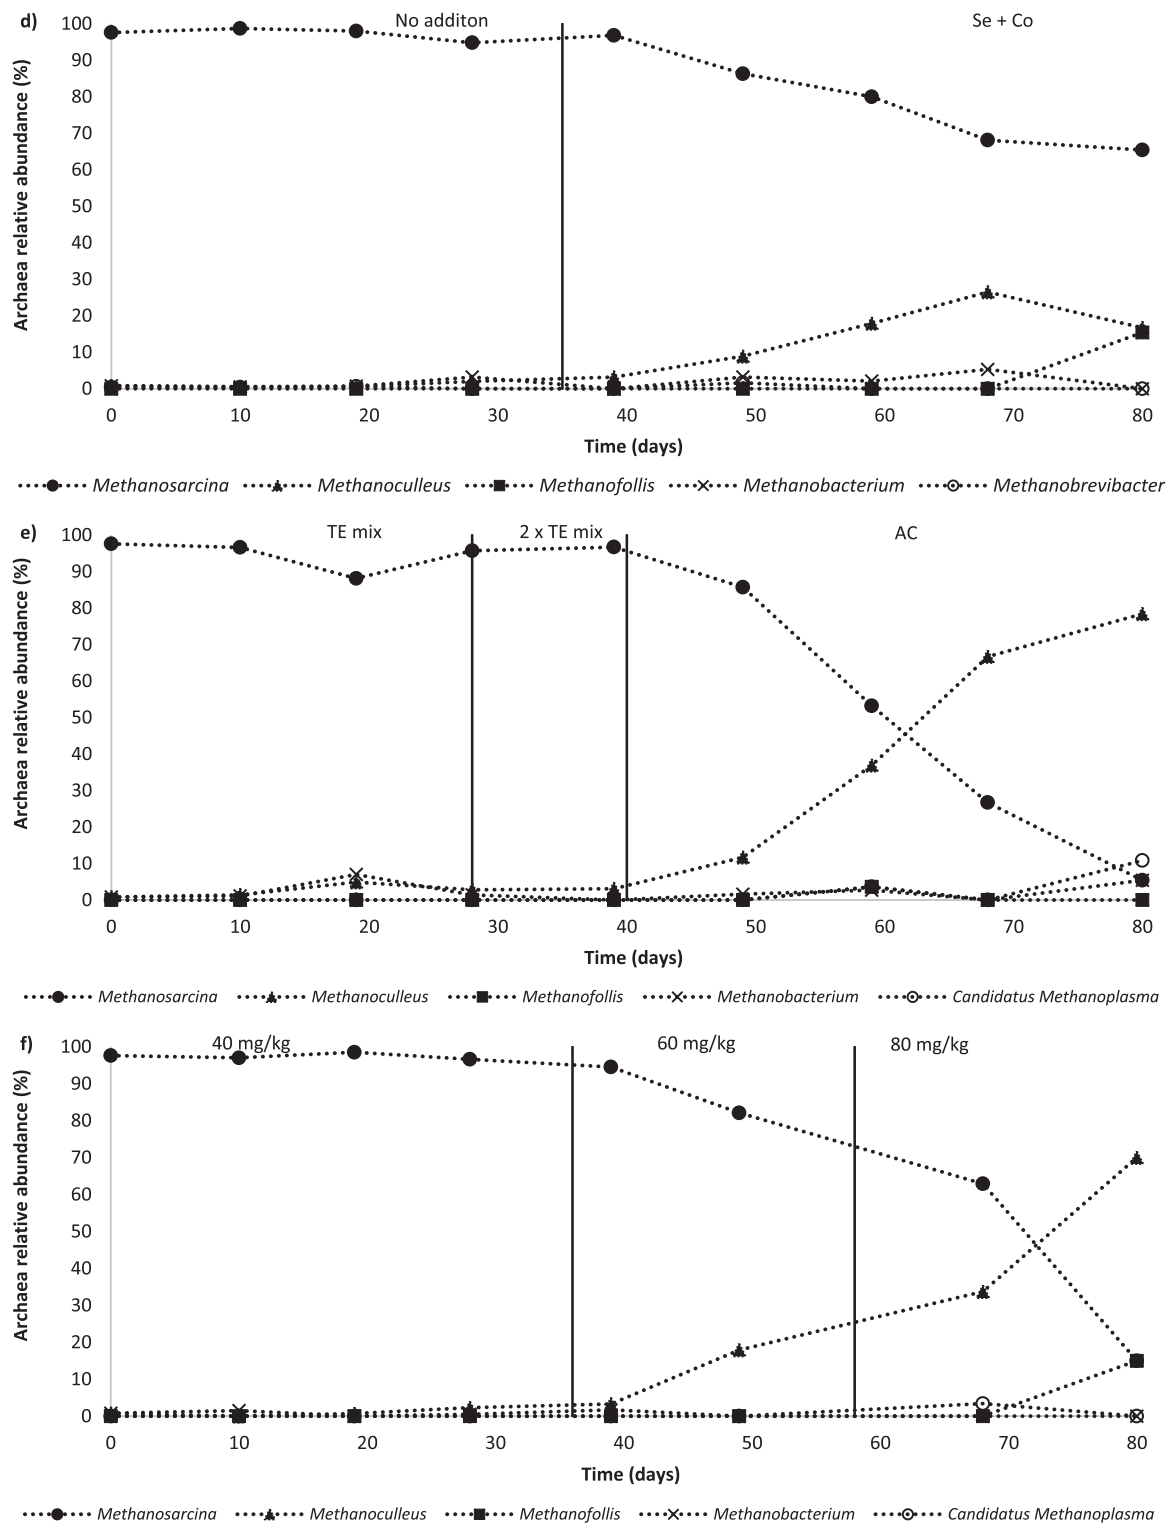 d)
No additon
Se + Co
Archaea relative abundance (%)
100
90
80
70
60
50
40
30
20
10
0
0 10 20 30 40 50 60 70 80
Time (days)
Methanosarcina Methanoculleus Methanofollis Methanobacterium Methanobrevibacter
e)
TE mix
2 x TE mix
AC
Archaea relative abundance (%)
100
90
80
70
60
50
40
30
20
10
0
0 10 20 30 40 50 60 70 80
Time (days)
Methanosarcina Methanoculleus Methanofollis Methanobacterium Candidatus Methanoplasma
f)
40 mg/kg
60 mg/kg
80 mg/kg
Archaea relative abundance (%)
100
90
80
70
60
50
40
30
20
10
0
0 10 20 30 40 50 60 70 80
Time (days)
Methanosarcina Methanoculleus Methanofollis Methanobacterium Candidatus Methanoplasma